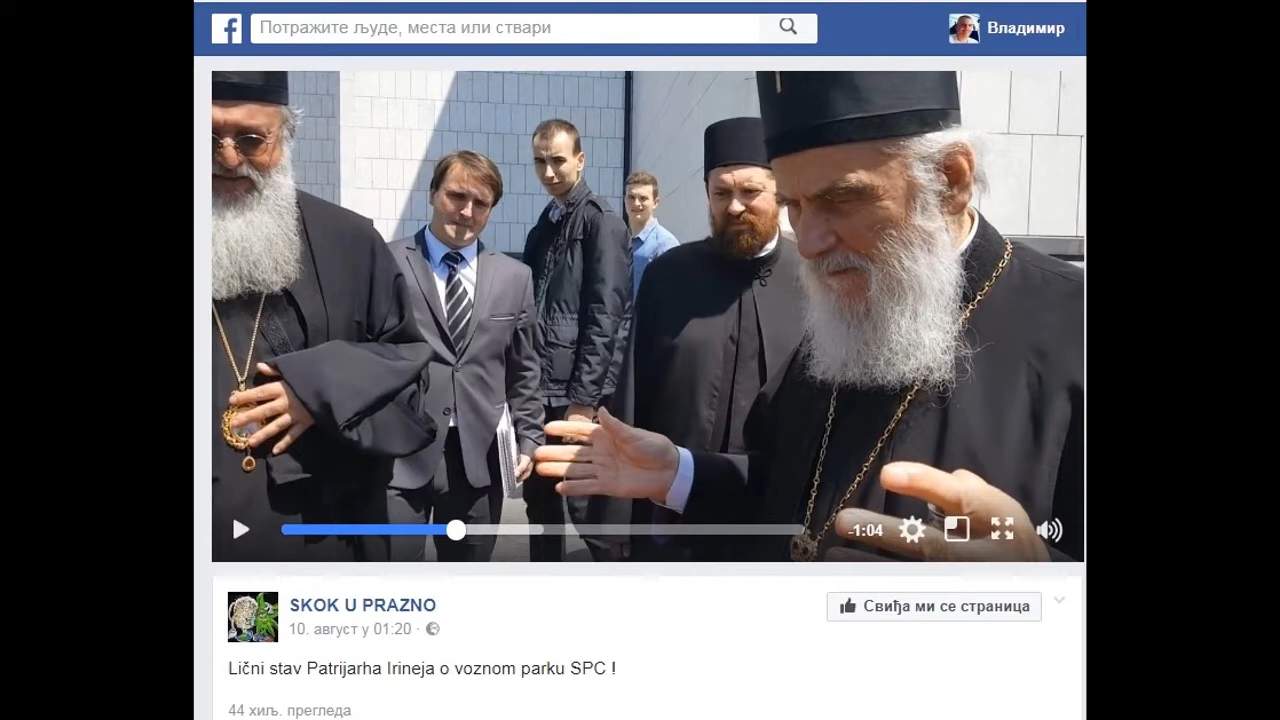 Потражите људе, места или ствари
Владимир
-1:04
SKOK U PRAZNO
Свиђа ми се страница
10. август у 01:20 ·
Lični stav Patrijarha Irineja o voznom parku SPC !
44 хиљ. прегледа